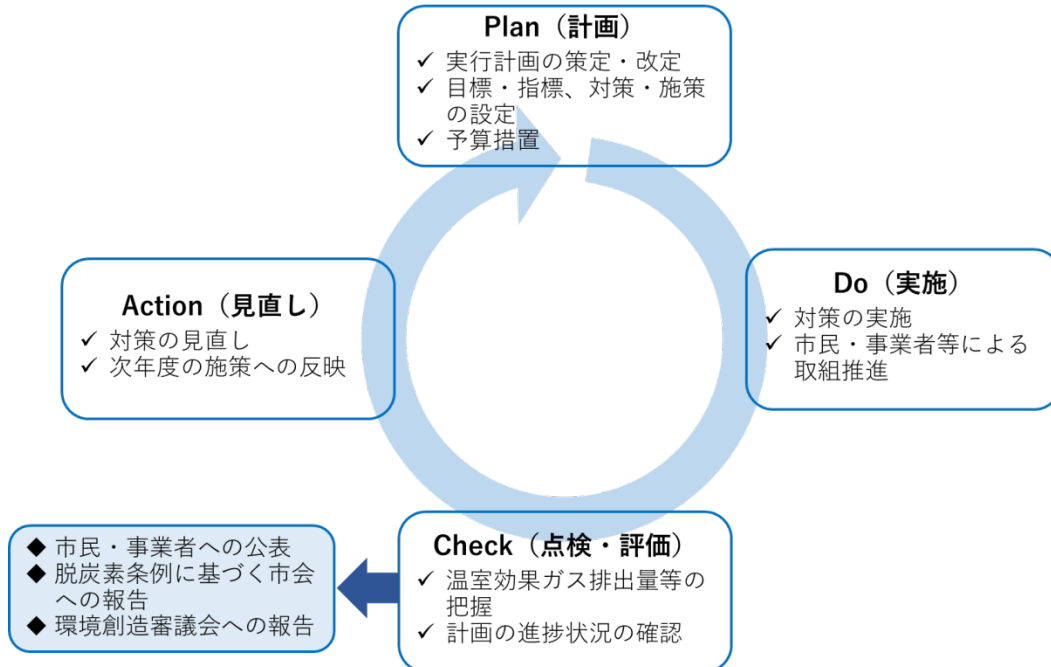 Plan（計画）
✓ 実行計画の策定・改定
✓ 目標・指標、対策・施策
の設定
✓ 予算措置
Do（実施）
✓ 対策の実施
✓ 市民・事業者等による
取組推進
Check（点検・評価）
✓ 温室効果ガス排出量等の
把握
✓ 計画の進捗状況の確認
◆ 市民・事業者への公表
◆ 脱炭素条例に基づく市会
への報告
◆ 環境創造審議会への報告
Action（見直し）
✓ 対策の見直し
✓ 次年度の施策への反映